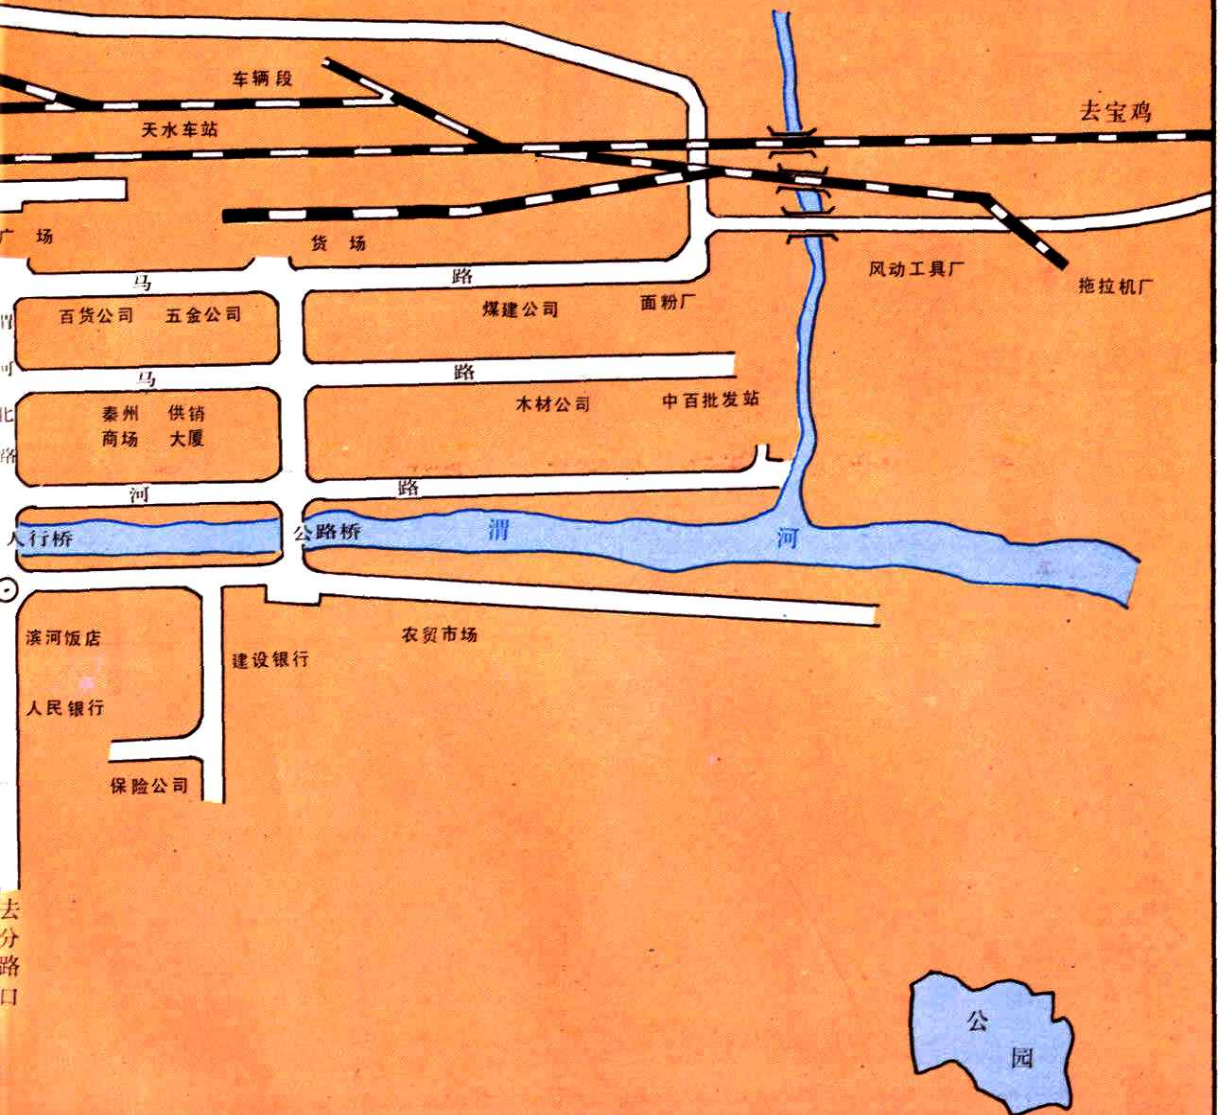 车辆段
去宝鸡
天水车站
广 场
货 场
风动工具厂
拖拉机厂
马 路
百货公司 五金公司
煤建公司
面粉厂
马 路
秦州 供销
商场 大厦
木材公司
中百批发站
渭河北路
河 路
人行桥
公路桥
渭 河
滨河饭店
农贸市场
建设银行
人民银行
保险公司
去分路口
公
园